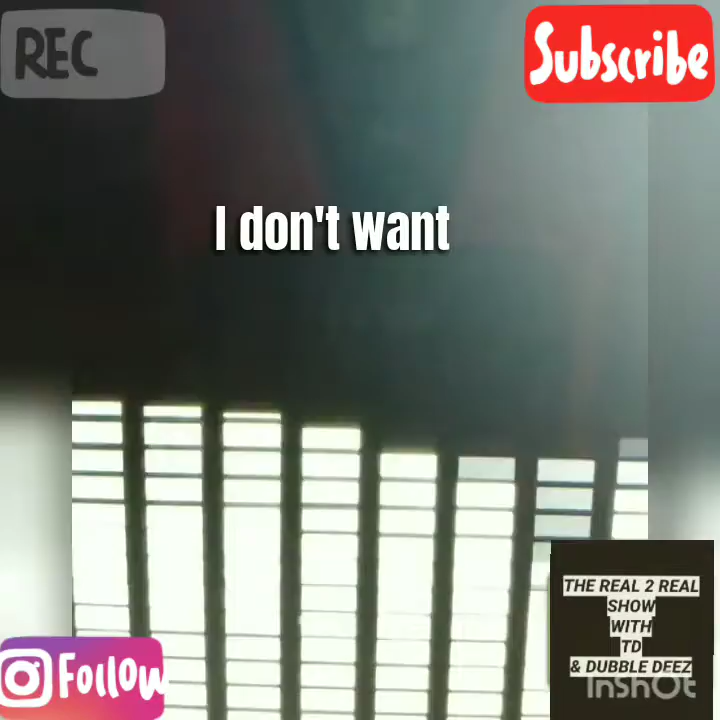 REC
Subscribe
I don't want
THE REAL 2 REAL
SHOW
WITH
TD
& DUBBLE DEEZ
InShOt
Follow